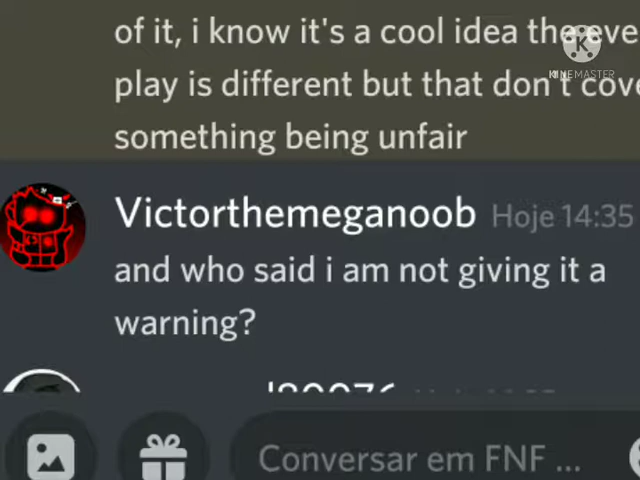 of it, i know it's a cool idea the eve
play is different but that don't cove
something being unfair
Victorthemeganoob Hoje 14:35
and who said i am not giving it a
warning?
Conversar em FNF ...
KINEMASTER